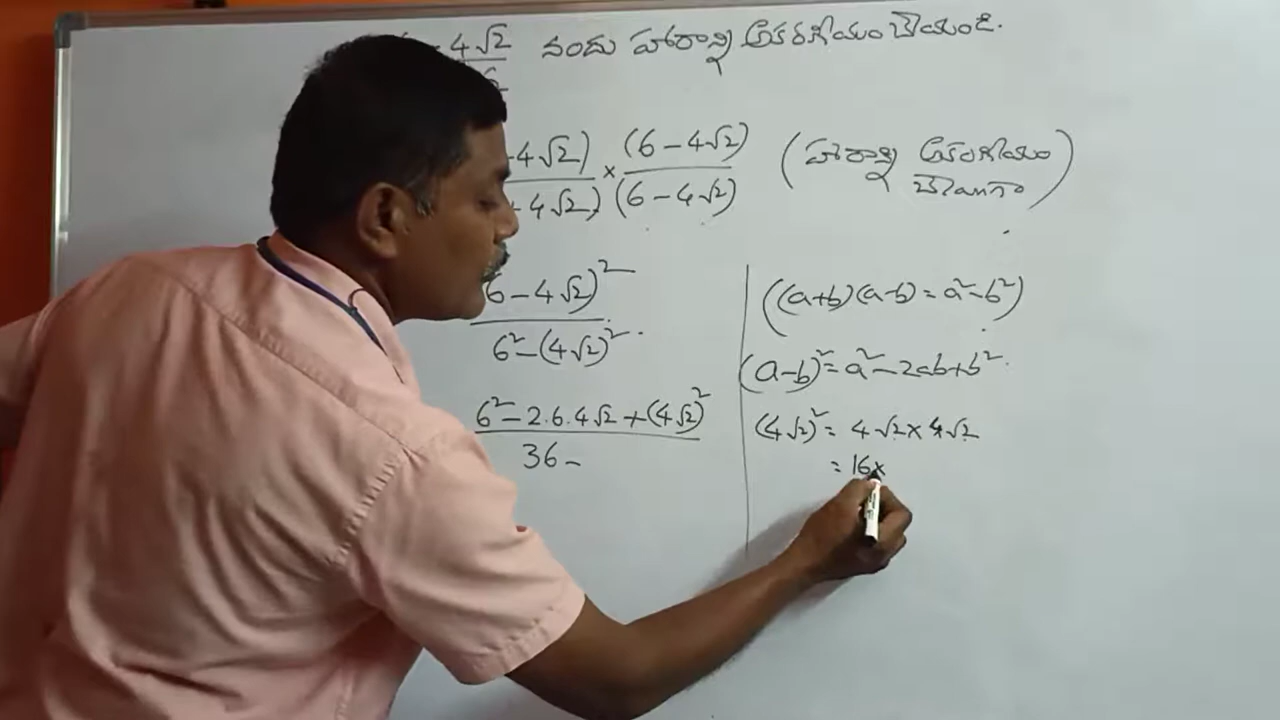 4√2 నందు హారాన్ని అకరణీయం చేయండి.
4√2) × (6 - 4√2) (హారాన్ని అకరణీయం
4√2) (6 - 4√2) చేయగా)
6 - 4√2)² ((a+b)(a-b) = a² - b²)
6² - (4√2)²
(a-b)² = a² - 2ab + b²
6² - 2.6.4√2 + (4√2)² (4√2)² = 4√2 × 4√2
36 - = 16×